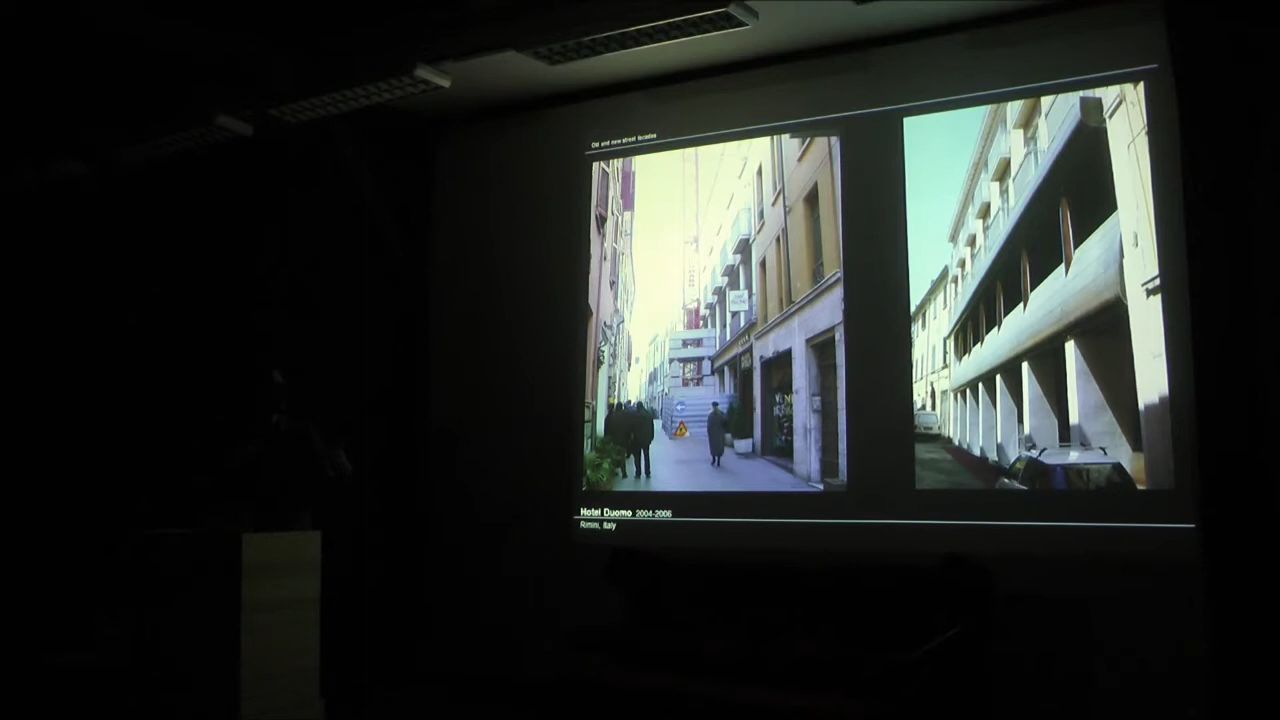 Old and new street facades
Hotel Duomo 2004-2006
Rimini, Italy